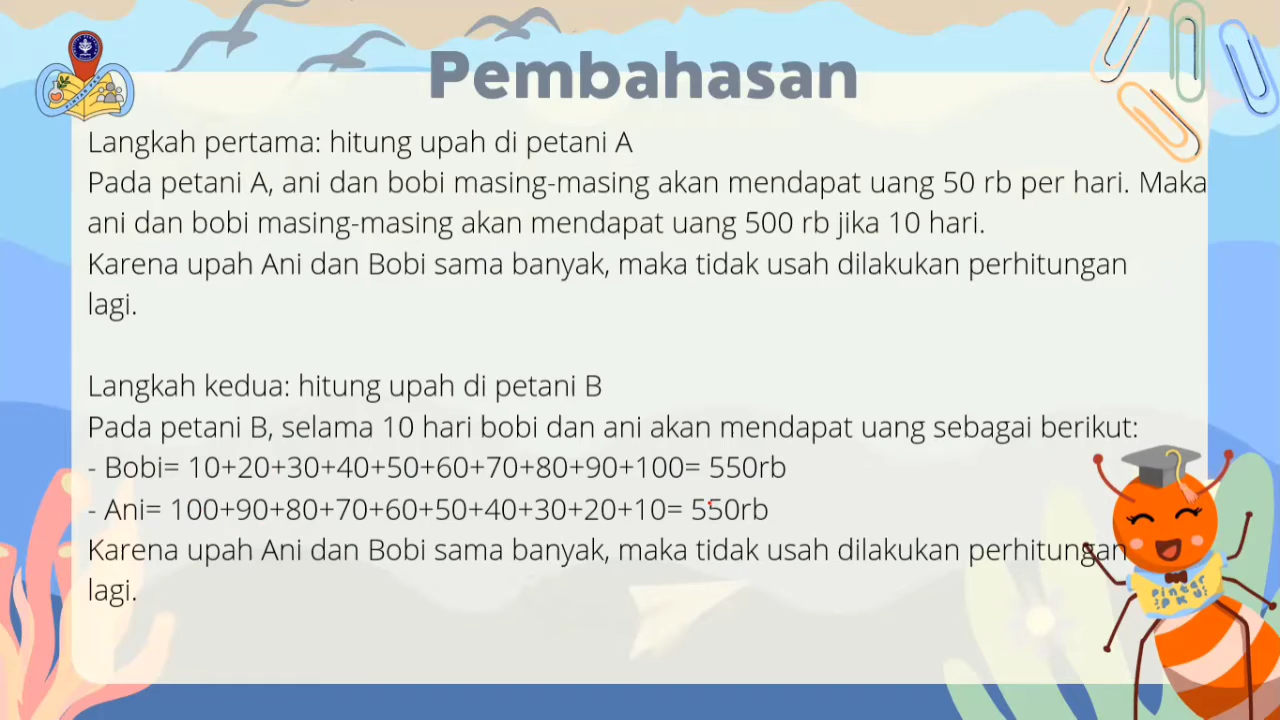 Pembahasan
Langkah pertama: hitung upah di petani A
Pada petani A, ani dan bobi masing-masing akan mendapat uang 50 rb per hari. Maka
ani dan bobi masing-masing akan mendapat uang 500 rb jika 10 hari.
Karena upah Ani dan Bobi sama banyak, maka tidak usah dilakukan perhitungan
lagi.
Langkah kedua: hitung upah di petani B
Pada petani B, selama 10 hari bobi dan ani akan mendapat uang sebagai berikut:
- Bobi= 10+20+30+40+50+60+70+80+90+100= 550rb
- Ani= 100+90+80+70+60+50+40+30+20+10= 550rb
Karena upah Ani dan Bobi sama banyak, maka tidak usah dilakukan perhitungan
lagi.
pintar
PKU